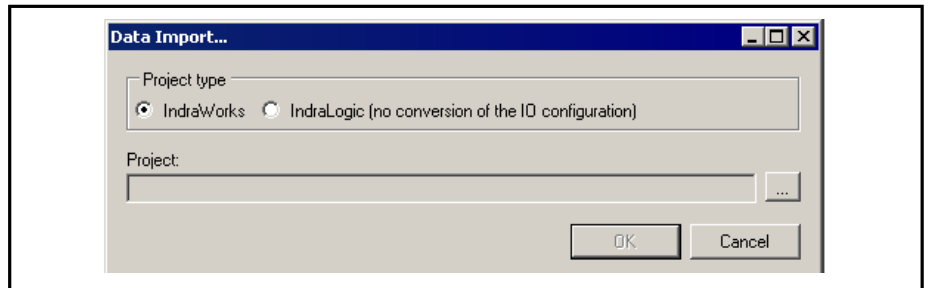 Data Import...
Project type
IndraWorks IndraLogic (no conversion of the IO configuration)
Project:
...
OK Cancel